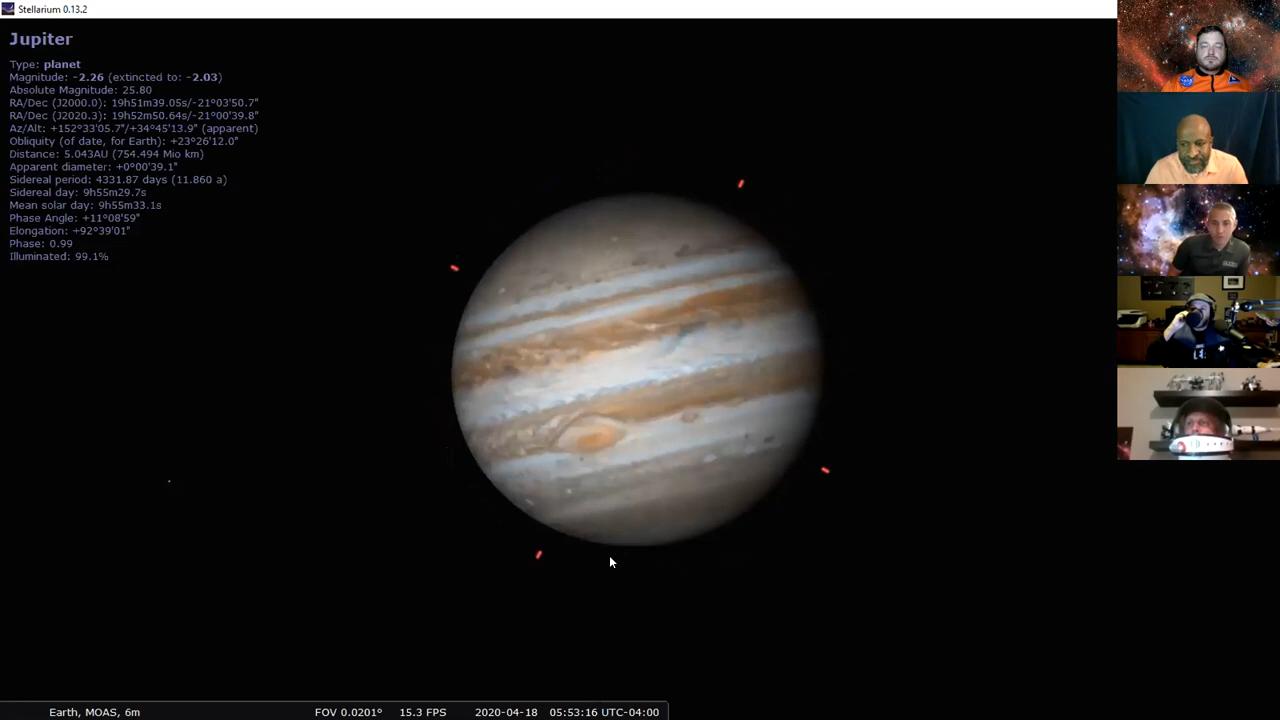 Stellarium 0.13.2
Jupiter
Type: planet
Magnitude: -2.26 (extincted to: -2.03)
Absolute Magnitude: 25.80
RA/Dec (J2000.0): 19h51m39.05s/-21°03'50.7"
RA/Dec (J2020.3): 19h52m50.64s/-21°00'39.8"
Az/Alt: +152°33'05.7"/+34°45'13.9" (apparent)
Obliquity (of date, for Earth): +23°26'12.0"
Distance: 5.043AU (754.494 Mio km)
Apparent diameter: +0°00'39.1"
Sidereal period: 4331.87 days (11.860 a)
Sidereal day: 9h55m29.7s
Mean solar day: 9h55m33.1s
Phase Angle: +11°08'59"
Elongation: +92°39'01"
Phase: 0.99
Illuminated: 99.1%
Earth, MOAS, 6m FOV 0.0201° 15.3 FPS 2020-04-18 05:53:16 UTC-04:00